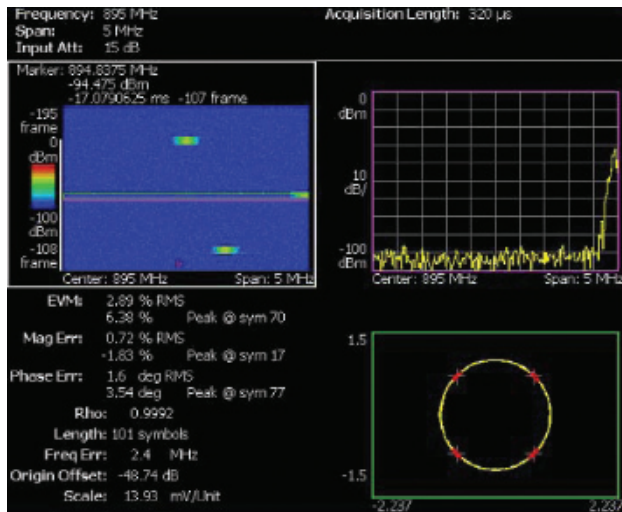 Frequency: 895 MHz
Acquisition Length: 320 µs
Span: 5 MHz
Input Att: 15 dB
Marker: 894.8375 MHz
-94.475 dBm
-17.0790625 ms -107 frame
-195
frame
0
dBm
-100
dBm
-108
frame
Center: 895 MHz Span: 5 MHz
0
dBm
10
dB/
-100
dBm
Center: 895 MHz Span: 5 MHz
EVM: 2.89 % RMS
6.38 % Peak @ sym 70
Mag Err: 0.72 % RMS
-1.83 % Peak @ sym 17
Phase Err: 1.6 deg RMS
3.54 deg Peak @ sym 77
Rho: 0.9992
Length: 101 symbols
Freq Err: 2.4 MHz
Origin Offset: -48.74 dB
Scale: 13.93 mV/Unit
1.5
-1.5
-2.237 2.237